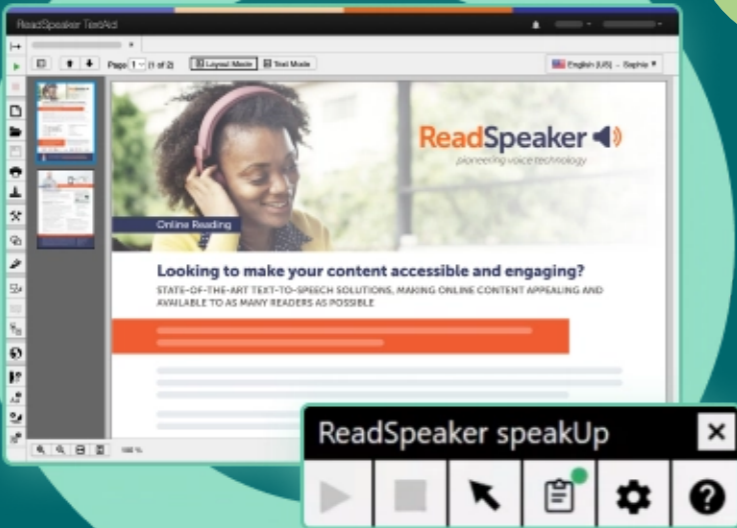 ReadSpeaker TextAid
Page 1 (1 of 2)
Layout Mode
Text Mode
English (US) - Sophie
ReadSpeaker
pioneering voice technology
Online Reading
Looking to make your content accessible and engaging?
STATE-OF-THE-ART TEXT-TO-SPEECH SOLUTIONS, MAKING ONLINE CONTENT APPEALING AND
AVAILABLE TO AS MANY READERS AS POSSIBLE
100 %
ReadSpeaker speakUp